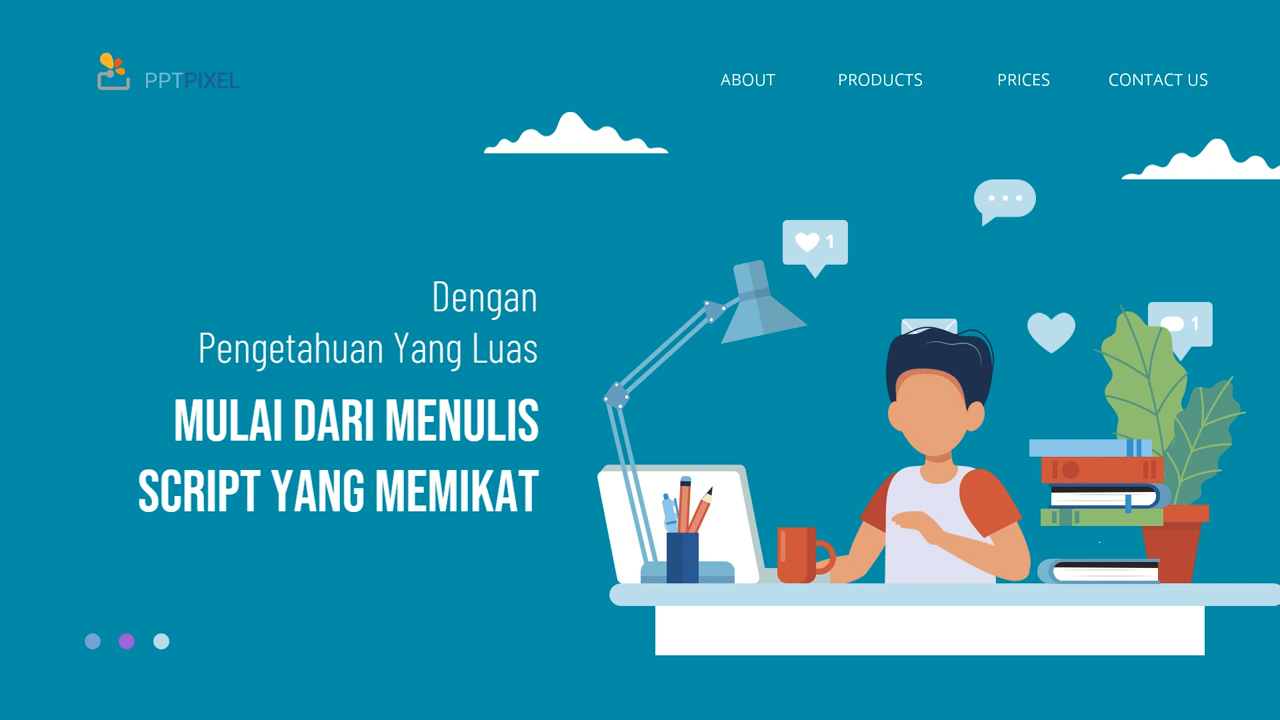 PPTPIXEL
ABOUT PRODUCTS PRICES CONTACT US
1
1
Dengan
Pengetahuan Yang Luas
MULAI DARI MENULIS
SCRIPT YANG MEMIKAT